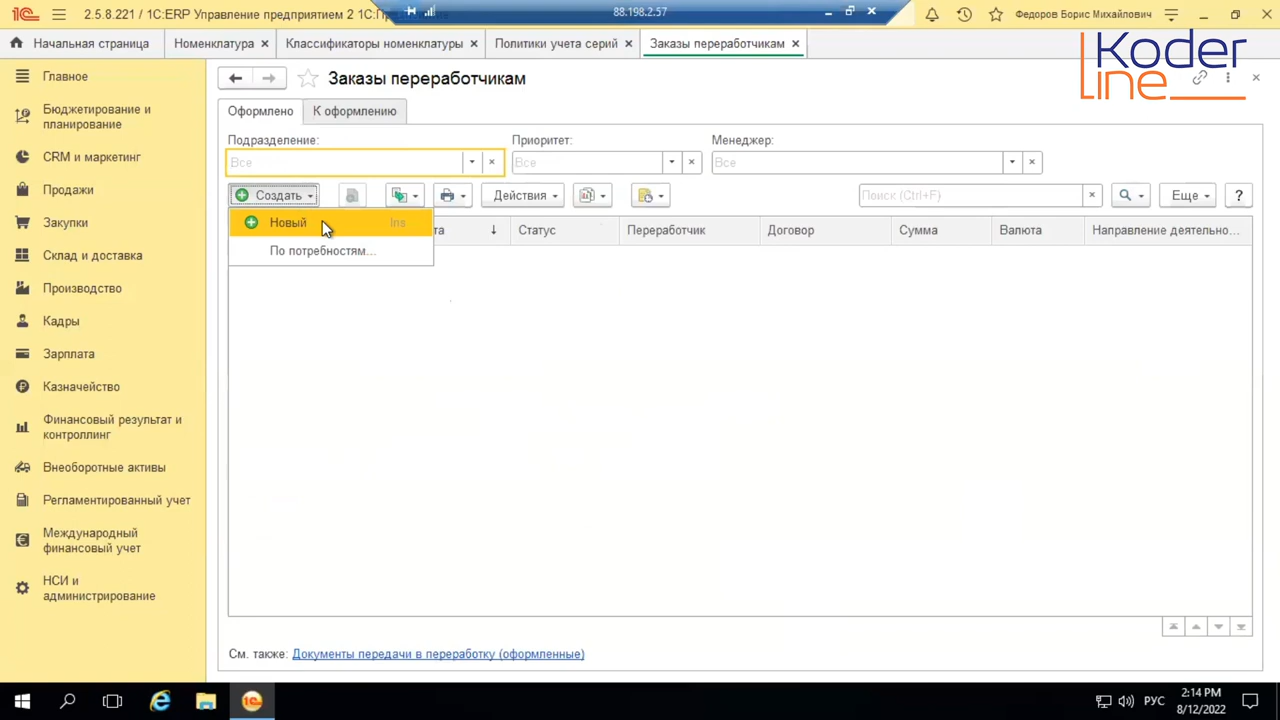 2.5.8.221 / 1C:ERP Управление предприятием 2 1С:Пр
88.198.2.57
Федоров Борис Михайлович
Начальная страница
Номенклатура
Классификаторы номенклатуры
Политики учета серий
Заказы переработчикам
Koder
line
Главное
Бюджетирование и
планирование
CRM и маркетинг
Продажи
Закупки
Склад и доставка
Производство
Кадры
Зарплата
Казначейство
Финансовый результат и
контроллинг
Внеоборотные активы
Регламентированный учет
Международный
финансовый учет
НСИ и
администрирование
Заказы переработчикам
Оформлено
К оформлению
Подразделение:
Приоритет:
Менеджер:
Все
Все
Все
Создать
Действия
Поиск (Ctrl+F)
Еще
?
Новый
Ins
По потребностям...
та
Статус
Переработчик
Договор
Сумма
Валюта
Направление деятельно...
См. также:
Документы передачи в переработку (оформленные)
РУС
2:14 PM
8/12/2022